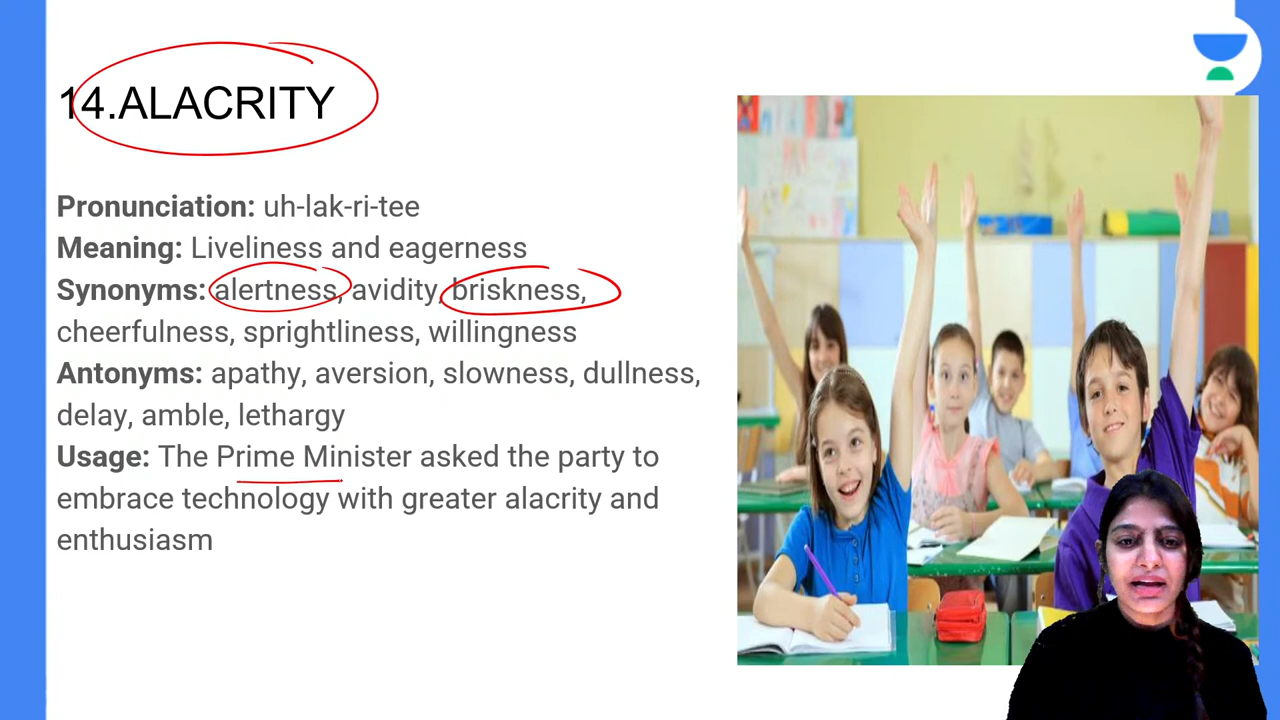 14.ALACRITY
Pronunciation: uh-lak-ri-tee
Meaning: Liveliness and eagerness
Synonyms: alertness, avidity, briskness,
cheerfulness, sprightliness, willingness
Antonyms: apathy, aversion, slowness, dullness,
delay, amble, lethargy
Usage: The Prime Minister asked the party to
embrace technology with greater alacrity and
enthusiasm